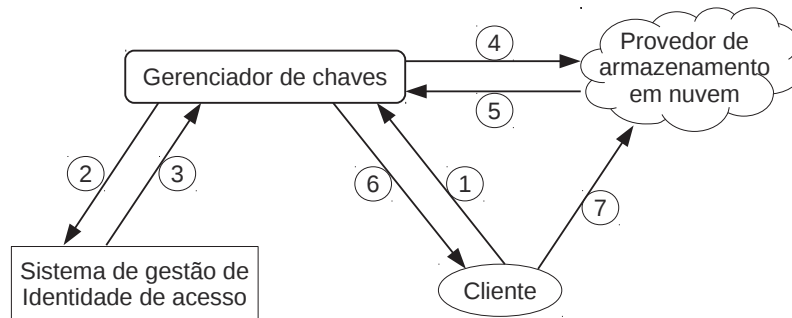 Gerenciador de chaves
4
5
Provedor de
armazenamento
em nuvem
2
3
6
1
7
Sistema de gestão de
Identidade de acesso
Cliente